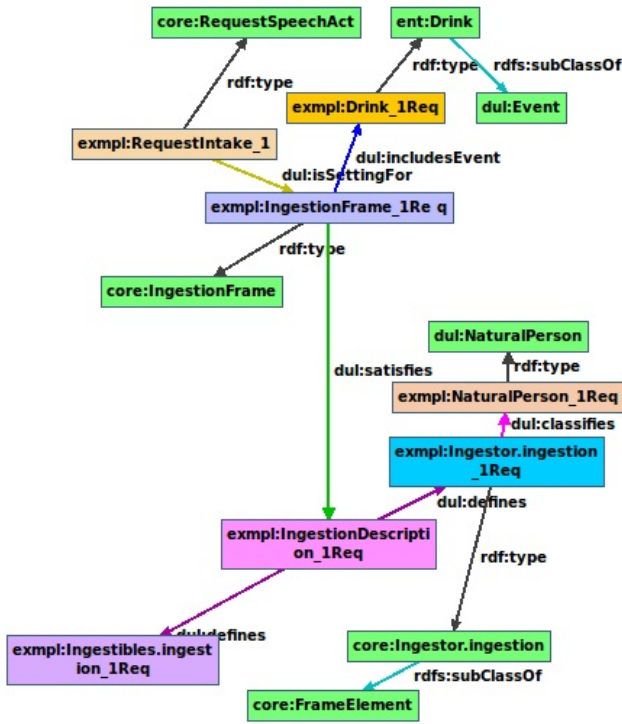 core:RequestSpeechAct
ent:Drink
rdf:type
rdf:type
rdfs:subClassOf
exmpl:Drink_1Req
dul:Event
exmpl:RequestIntake_1
dul:includesEvent
dul:isSettingFor
exmpl:IngestionFrame_1Re q
rdf:type
core:IngestionFrame
dul:NaturalPerson
dul:satisfies
rdf:type
exmpl:NaturalPerson_1Req
dul:classifies
exmpl:Ingestor.ingestion
_1Req
dul:defines
exmpl:IngestionDescripti
on_1Req
rdf:type
dul:defines
exmpl:Ingestibles.ingest
ion_1Req
core:Ingestor.ingestion
rdfs:subClassOf
core:FrameElement